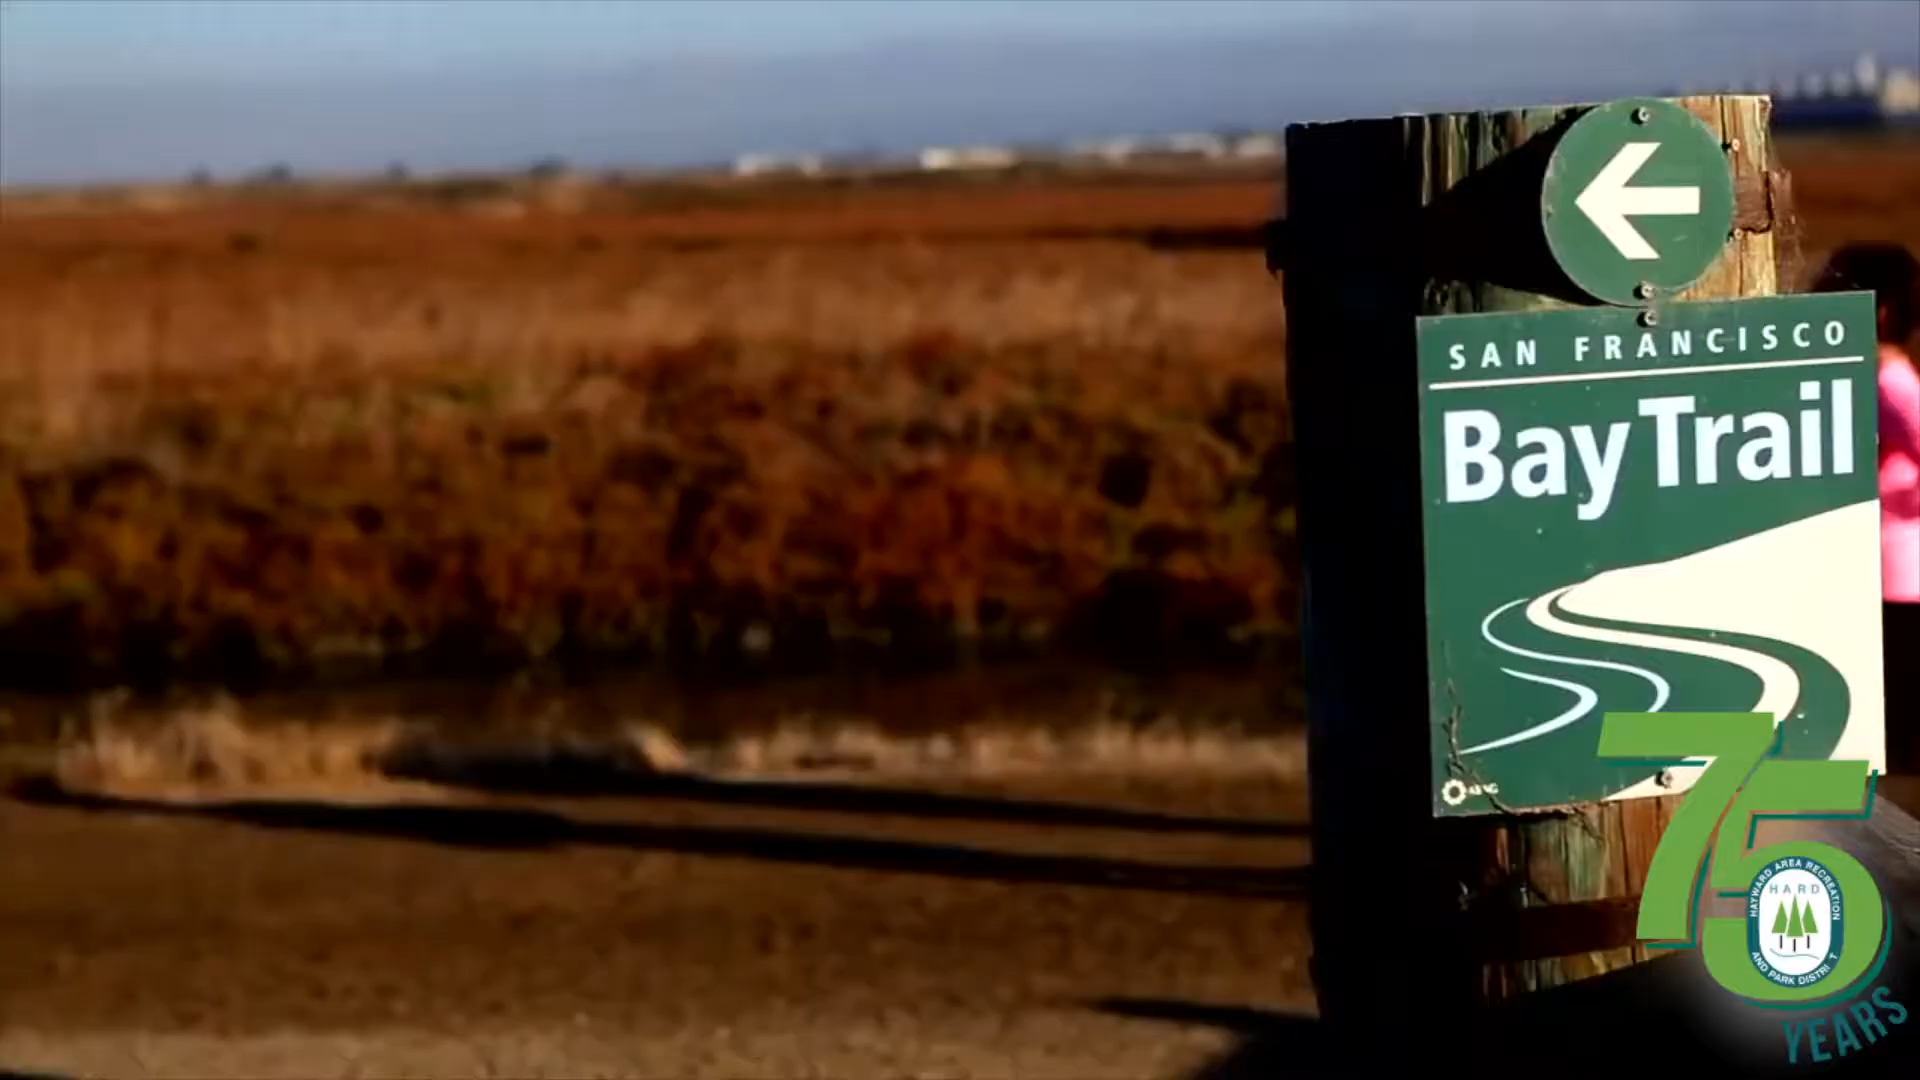 SAN FRANCISCO
Bay Trail
75
HAYWARD AREA RECREATION
HARD
AND PARK DISTRICT
YEARS